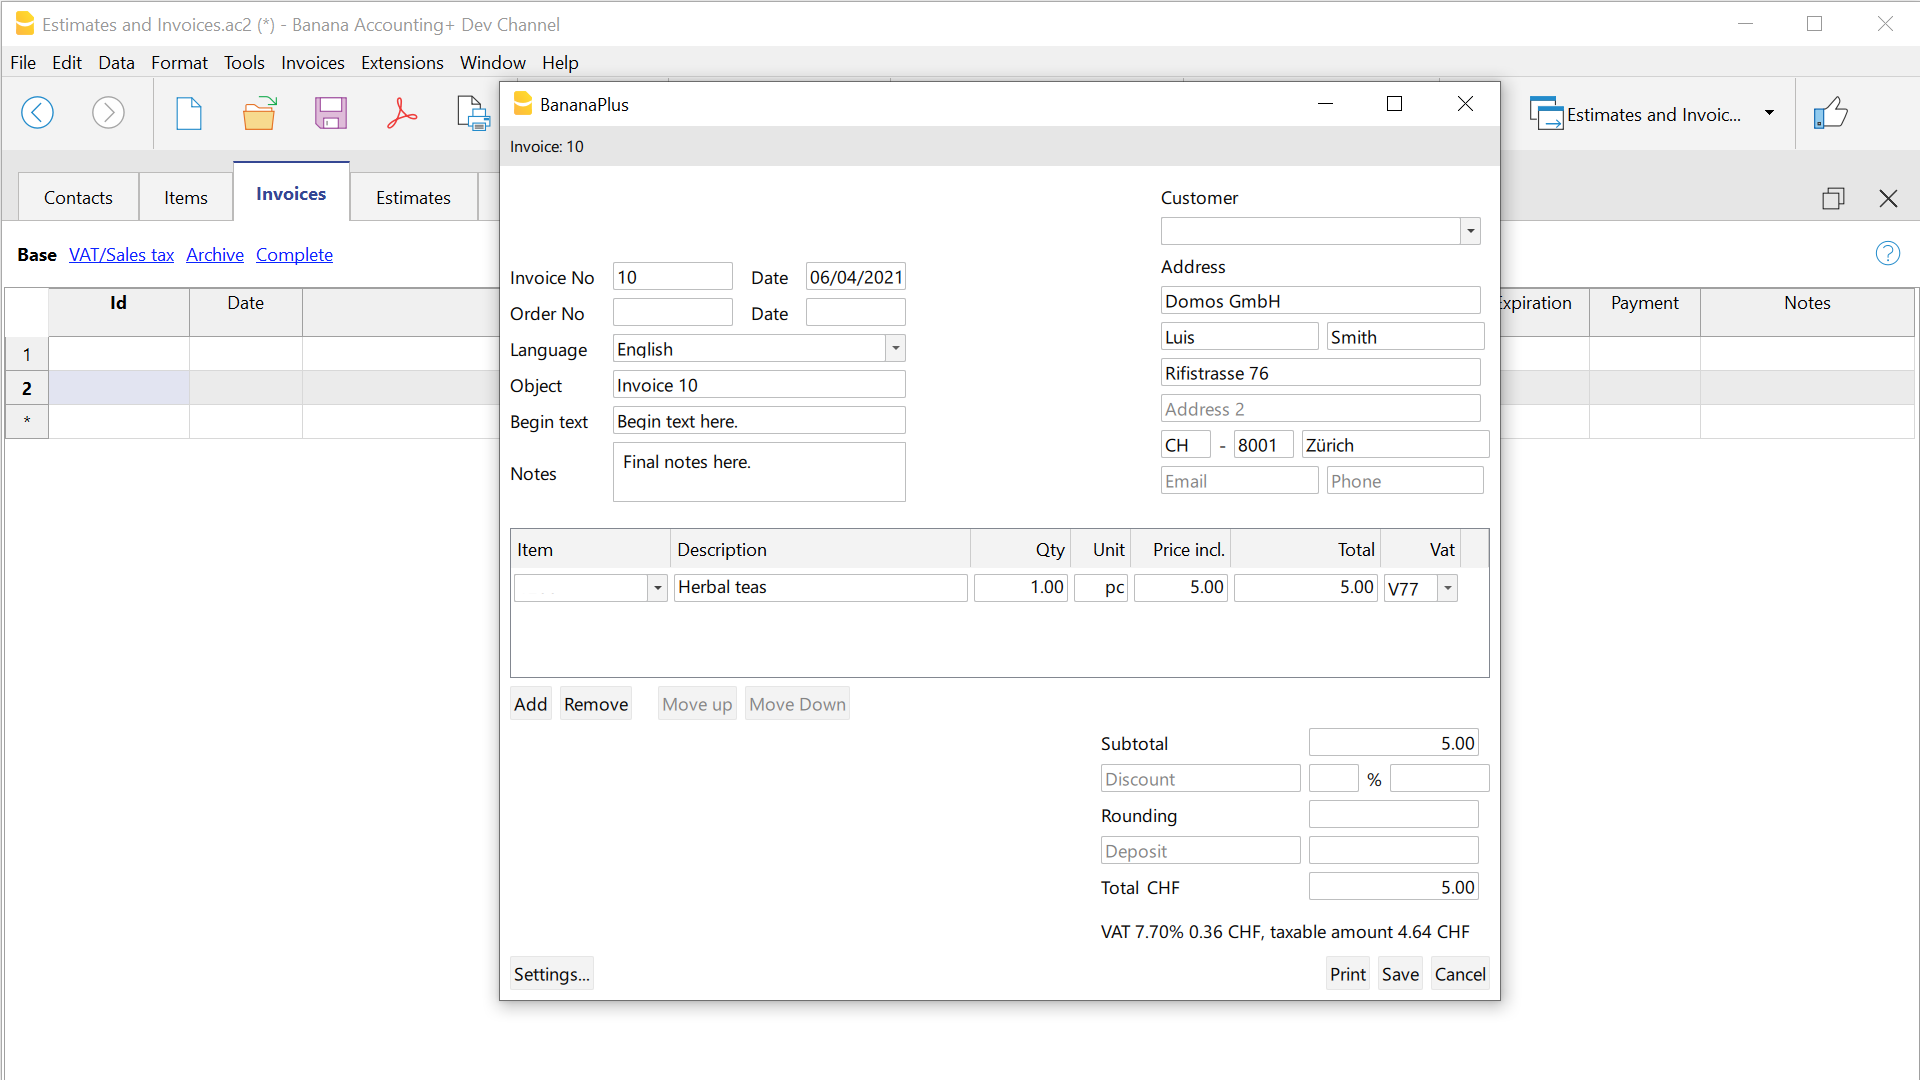 Estimates and Invoices.ac2 (*) - Banana Accounting+ Dev Channel
File Edit Data Format Tools Invoices Extensions Window Help
Estimates and Invoic...
Contacts Items Invoices Estimates
Base VAT/Sales tax Archive Complete
Id Date Expiration Payment Notes
1
2
*
BananaPlus
Invoice: 10
Customer
Address
Invoice No 10 Date 06/04/2021
Domos GmbH
Order No Date
Luis Smith
Language English
Rifistrasse 76
Object Invoice 10
Address 2
Begin text Begin text here.
CH - 8001 Zürich
Notes Final notes here.
Email Phone
Item Description Qty Unit Price incl. Total Vat
Herbal teas 1.00 pc 5.00 5.00 V77
Add Remove Move up Move Down
Subtotal 5.00
Discount %
Rounding
Deposit
Total CHF 5.00
VAT 7.70% 0.36 CHF, taxable amount 4.64 CHF
Settings... Print Save Cancel